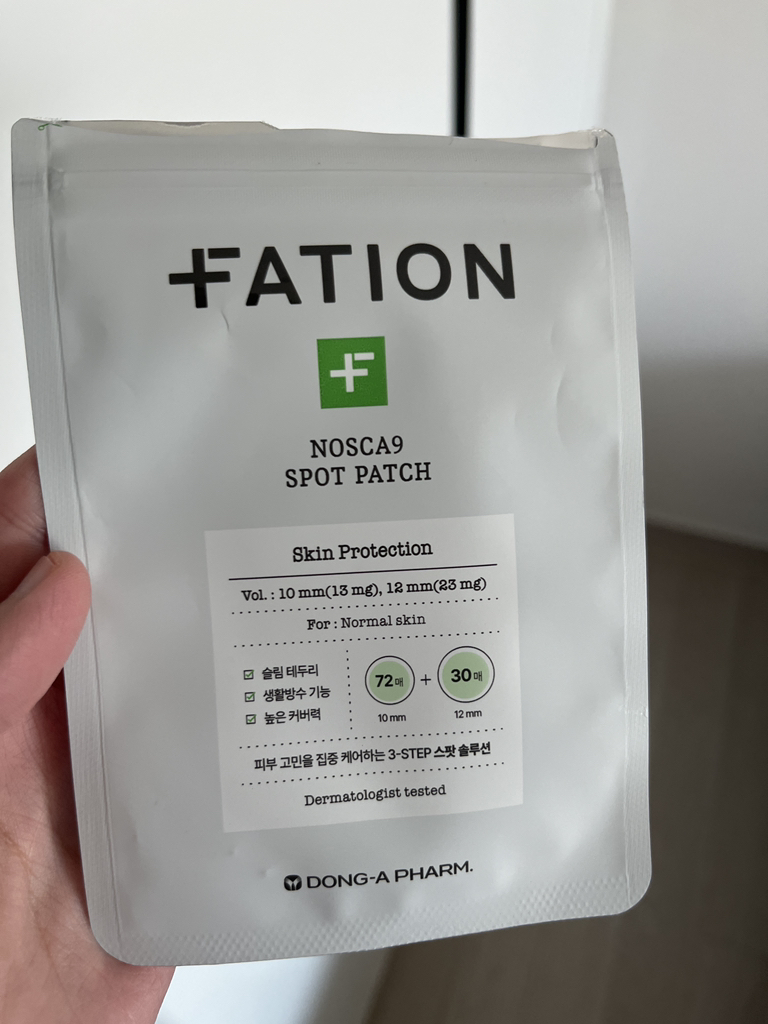 FATION
F
NOSCA9
SPOT PATCH
Skin Protection
Vol. : 10 mm(13 mg), 12 mm(23 mg)
For : Normal skin
슬림 테두리
생활방수 기능
높은 커버력
72매 + 30매
10 mm 12 mm
피부 고민을 집중 케어하는 3-STEP 스팟 솔루션
Dermatologist tested
DONG-A PHARM.